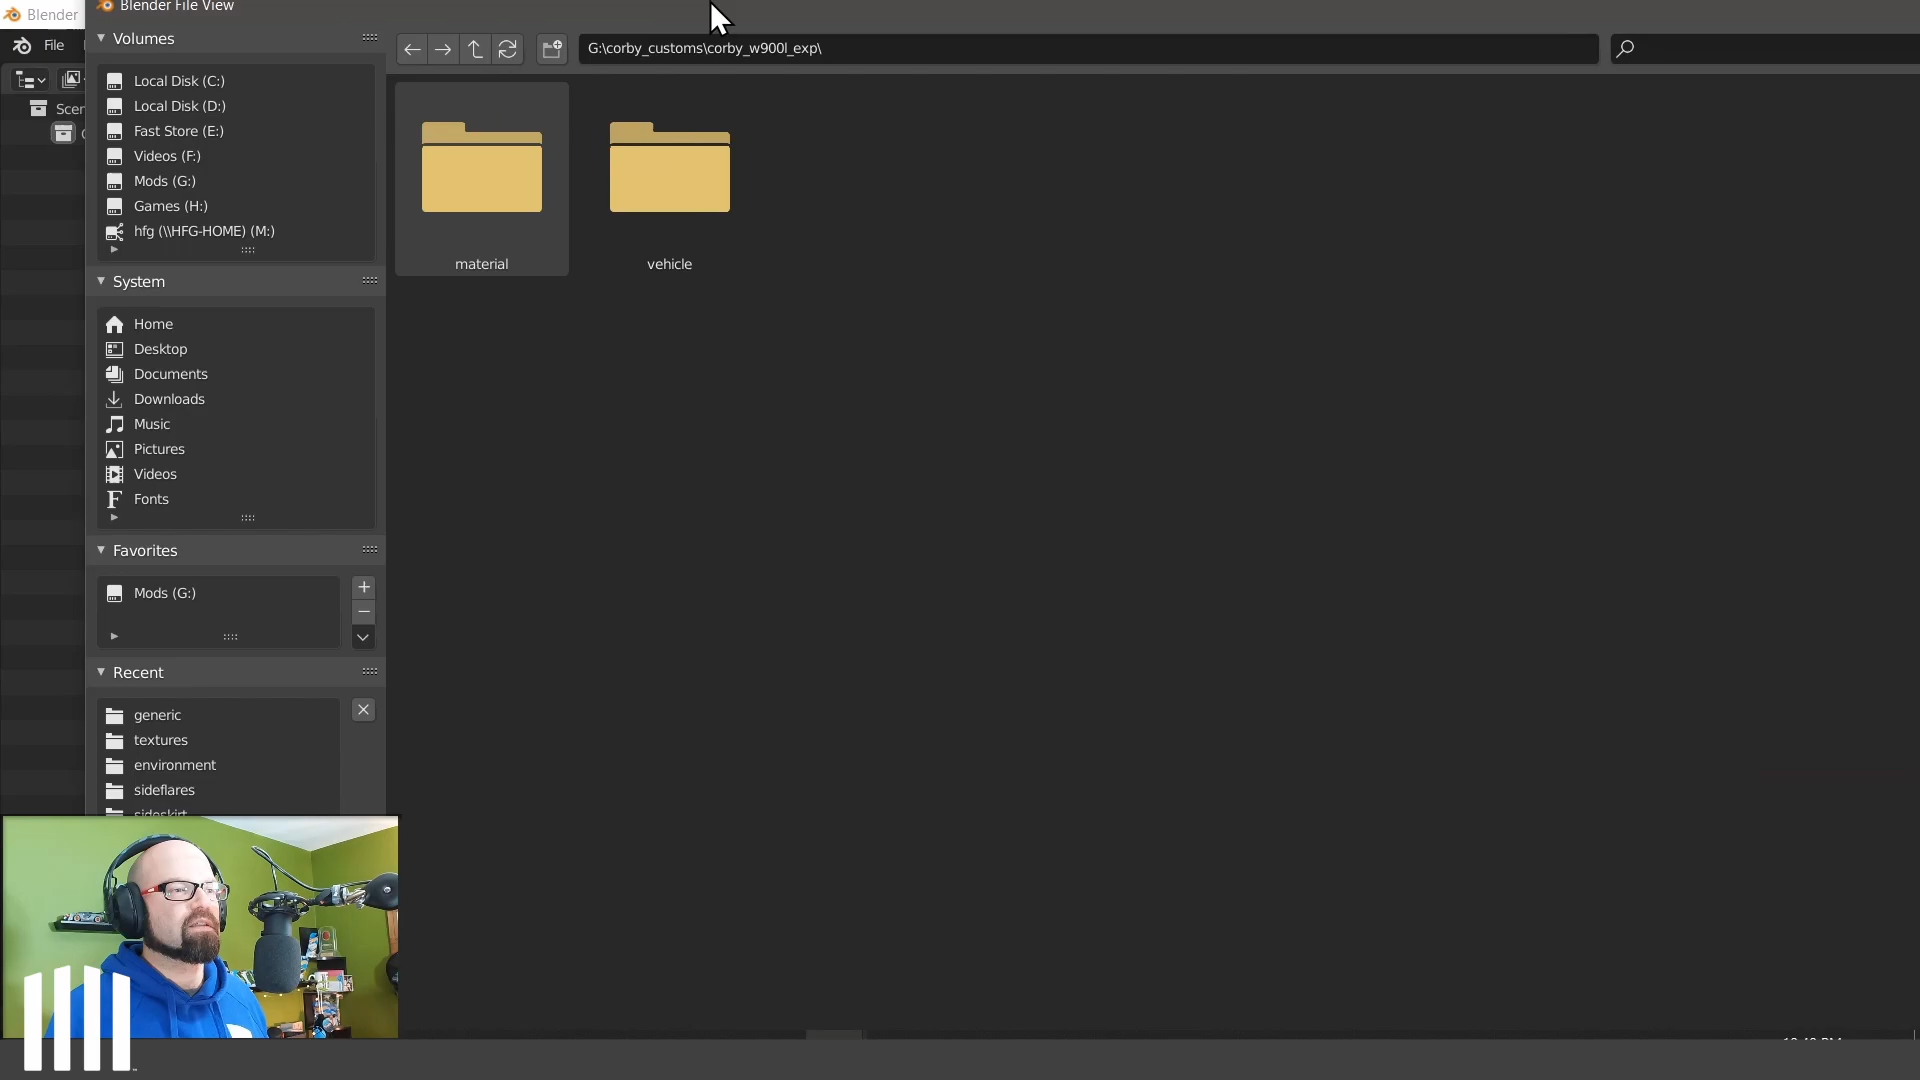 Blender
Blender File View
File
Volumes
G:\corby_customs\corby_w900l_exp\
Local Disk (C:)
Local Disk (D:)
Fast Store (E:)
Videos (F:)
Mods (G:)
Games (H:)
hfg (\\HFG-HOME) (M:)
Scen
material
vehicle
System
Home
Desktop
Documents
Downloads
Music
Pictures
Videos
Fonts
Favorites
Mods (G:)
Recent
generic
textures
environment
sideflares
sideskirt